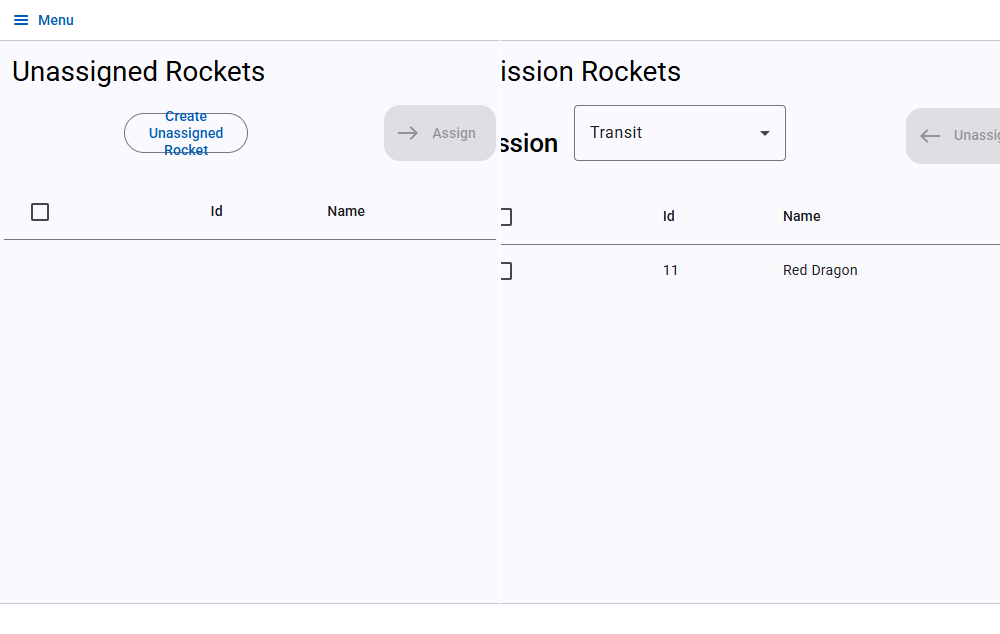 Menu
Unassigned Rockets
Create
Unassigned
Rocket
Assign
Id Name
ission Rockets
ssion
Transit
Unassig
Id Name
11 Red Dragon